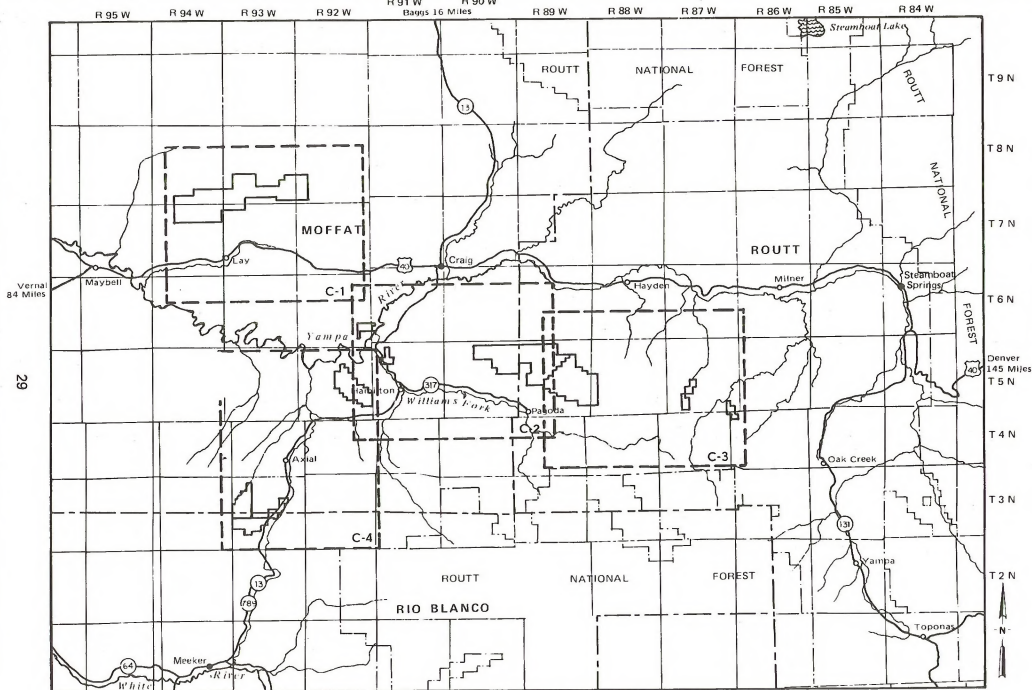 R 95 W R 94 W R 93 W R 92 W R 91 W R 90 W R 89 W R 88 W R 87 W R 86 W R 85 W R 84 W
Baggs 16 Miles
Steamboat Lake
ROUTT NATIONAL FOREST
T 9 N
13
ROUTT
T 8 N
NATIONAL
T 7 N
MOFFAT
ROUTT
Lay
40
Craig
Maybell
Vernal
84 Miles
C-1
River
Hayden
Milner
Steamboat
Springs
T 6 N
FOREST
Yampa
29
Denver
145 Miles
40
T 5 N
Hamilton
317
Williams Fork
Pagoda
C-2
T 4 N
Axial
C-3
Oak Creek
T 3 N
131
C-4
Yampa
ROUTT NATIONAL FOREST
T 2 N
13
789
RIO BLANCO
N
Toponas
Meeker
64
White River